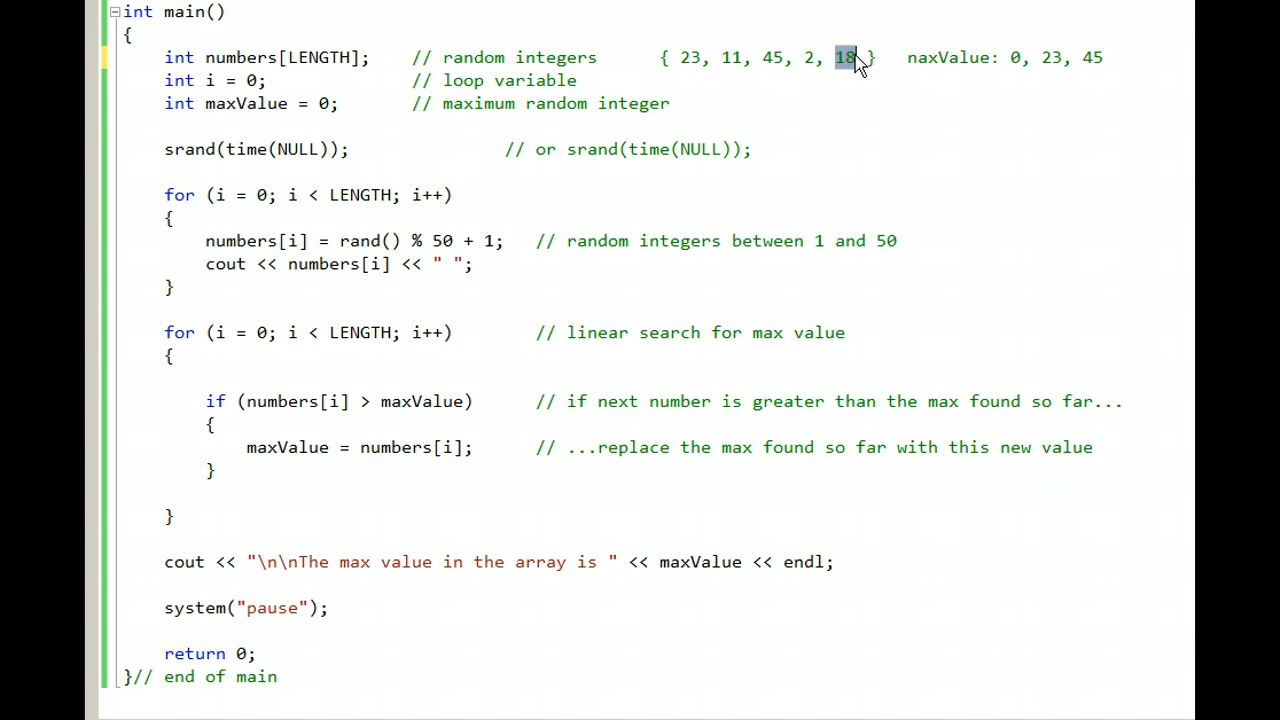 int main()
{
int numbers[LENGTH]; // random integers { 23, 11, 45, 2, 18 } naxValue: 0, 23, 45
int i = 0; // loop variable
int maxValue = 0; // maximum random integer
srand(time(NULL)); // or srand(time(NULL));
for (i = 0; i < LENGTH; i++)
{
numbers[i] = rand() % 50 + 1; // random integers between 1 and 50
cout << numbers[i] << " ";
}
for (i = 0; i < LENGTH; i++) // linear search for max value
{
if (numbers[i] > maxValue) // if next number is greater than the max found so far...
{
maxValue = numbers[i]; // ...replace the max found so far with this new value
}
}
cout << "\n\nThe max value in the array is " << maxValue << endl;
system("pause");
return 0;
}// end of main